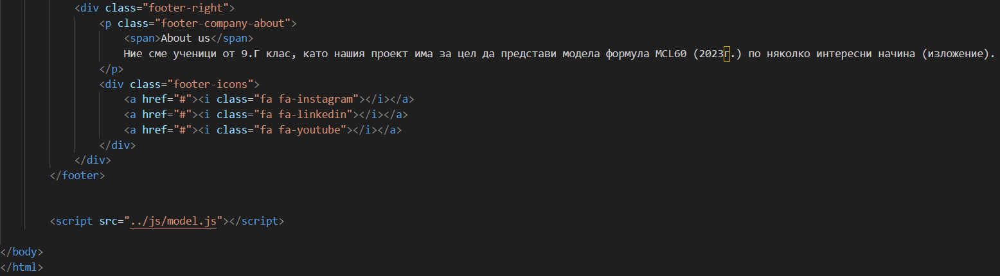 <div class="footer-right">
<p class="footer-company-about">
<span>About us</span>
Ние сме ученици от 9.Г клас, като нашия проект има за цел да представи модела формула MCL60 (2023г.) по няколко интересни начина (изложение).
</p>
<div class="footer-icons">
<a href="#"><i class="fa fa-instagram"></i></a>
<a href="#"><i class="fa fa-linkedin"></i></a>
<a href="#"><i class="fa fa-youtube"></i></a>
</div>
</div>
</footer>
<script src="../js/model.js"></script>
</body>
</html>